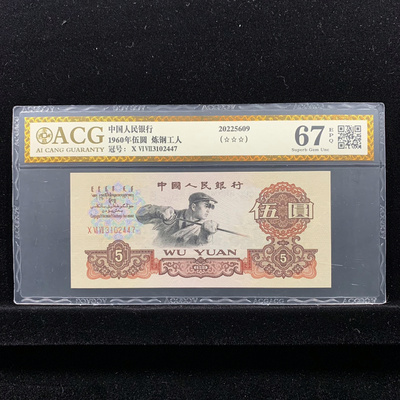 ACG
AI CANG GUARANTY
中国人民银行
1960年伍圆 炼钢工人
冠号: X VI VII3102447
20225609
(☆☆☆)
67 EPQ
Superb Gem Unc
中國人民銀行
X VI VII 3102447
伍圓
WU YUAN
5
5